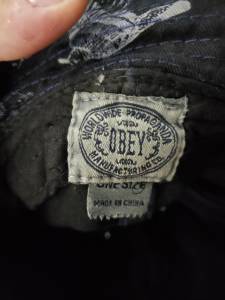 WORLDWIDE PROPAGANDA
OBEY
MANUFACTURING CO.
ONE SIZE
MADE IN CHINA